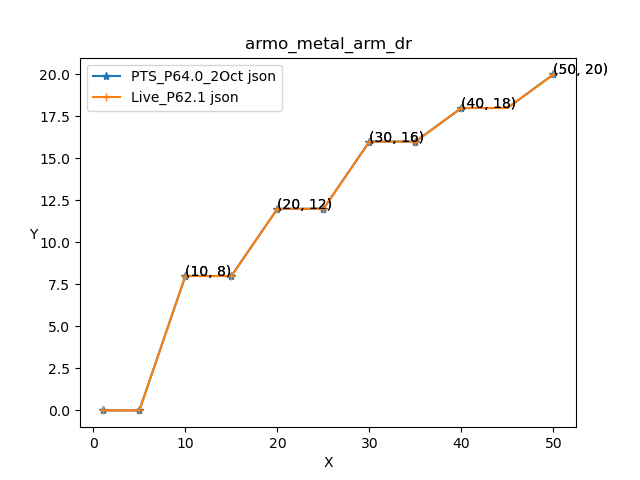 armo_metal_arm_dr
PTS_P64.0_2Oct json
Live_P62.1 json
20.0
17.5
15.0
12.5
10.0
7.5
5.0
2.5
0.0
Y
(50, 20)
(40, 18)
(30, 16)
(20, 12)
(10, 8)
0 10 20 30 40 50
X